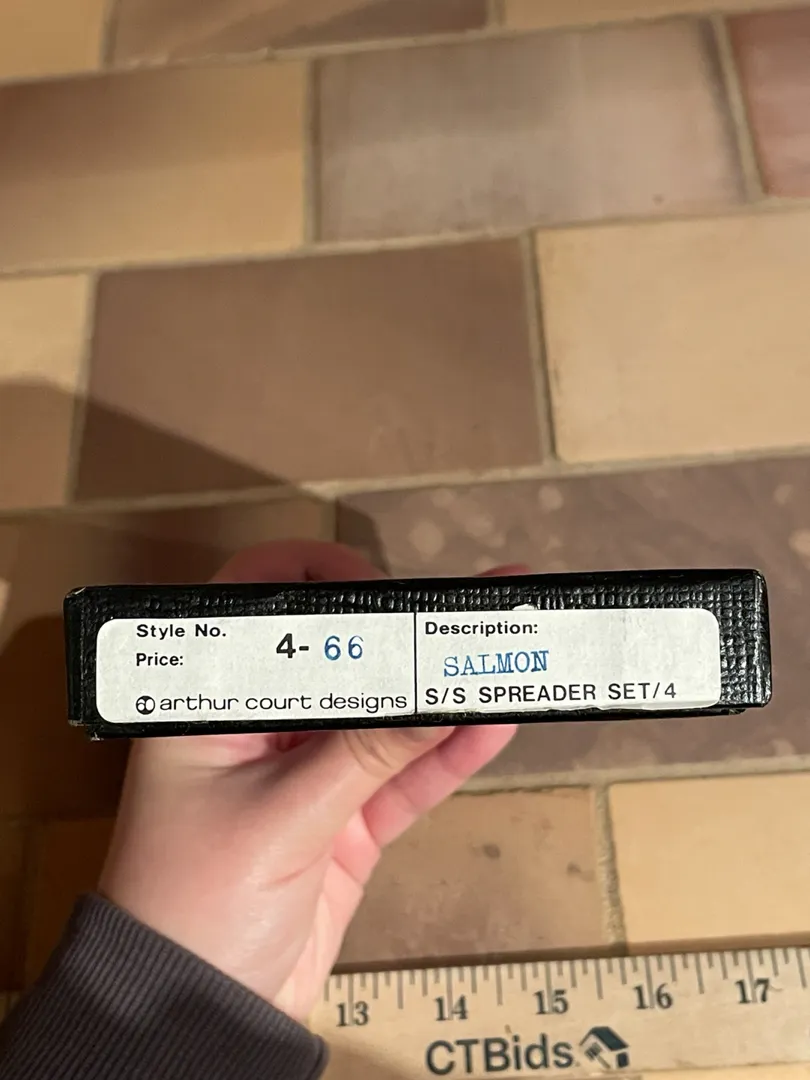 Style No.
4- 66
Price:
arthur court designs
Description:
SALMON
S/S SPREADER SET/4
13 14 15 16 17
CTBids